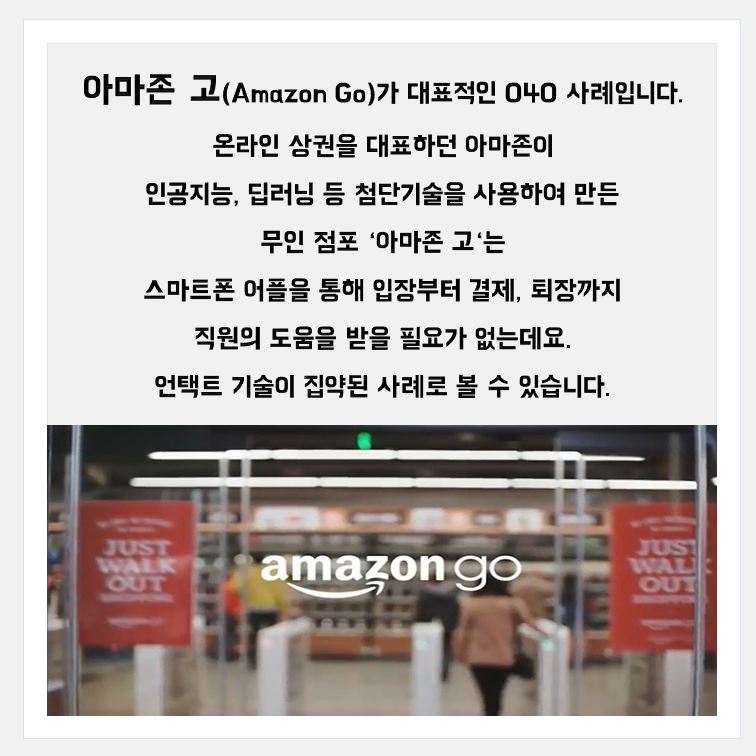 아마존 고(Amazon Go)가 대표적인 O4O 사례입니다.
온라인 상권을 대표하던 아마존이
인공지능, 딥러닝 등 첨단기술을 사용하여 만든
무인 점포 ‘아마존 고‘는
스마트폰 어플을 통해 입장부터 결제, 퇴장까지
직원의 도움을 받을 필요가 없는데요.
언택트 기술이 집약된 사례로 볼 수 있습니다.
amazon go
JUST
WALK
OUT
SHOPPING
JUST
WALK
OUT
SHOPPING